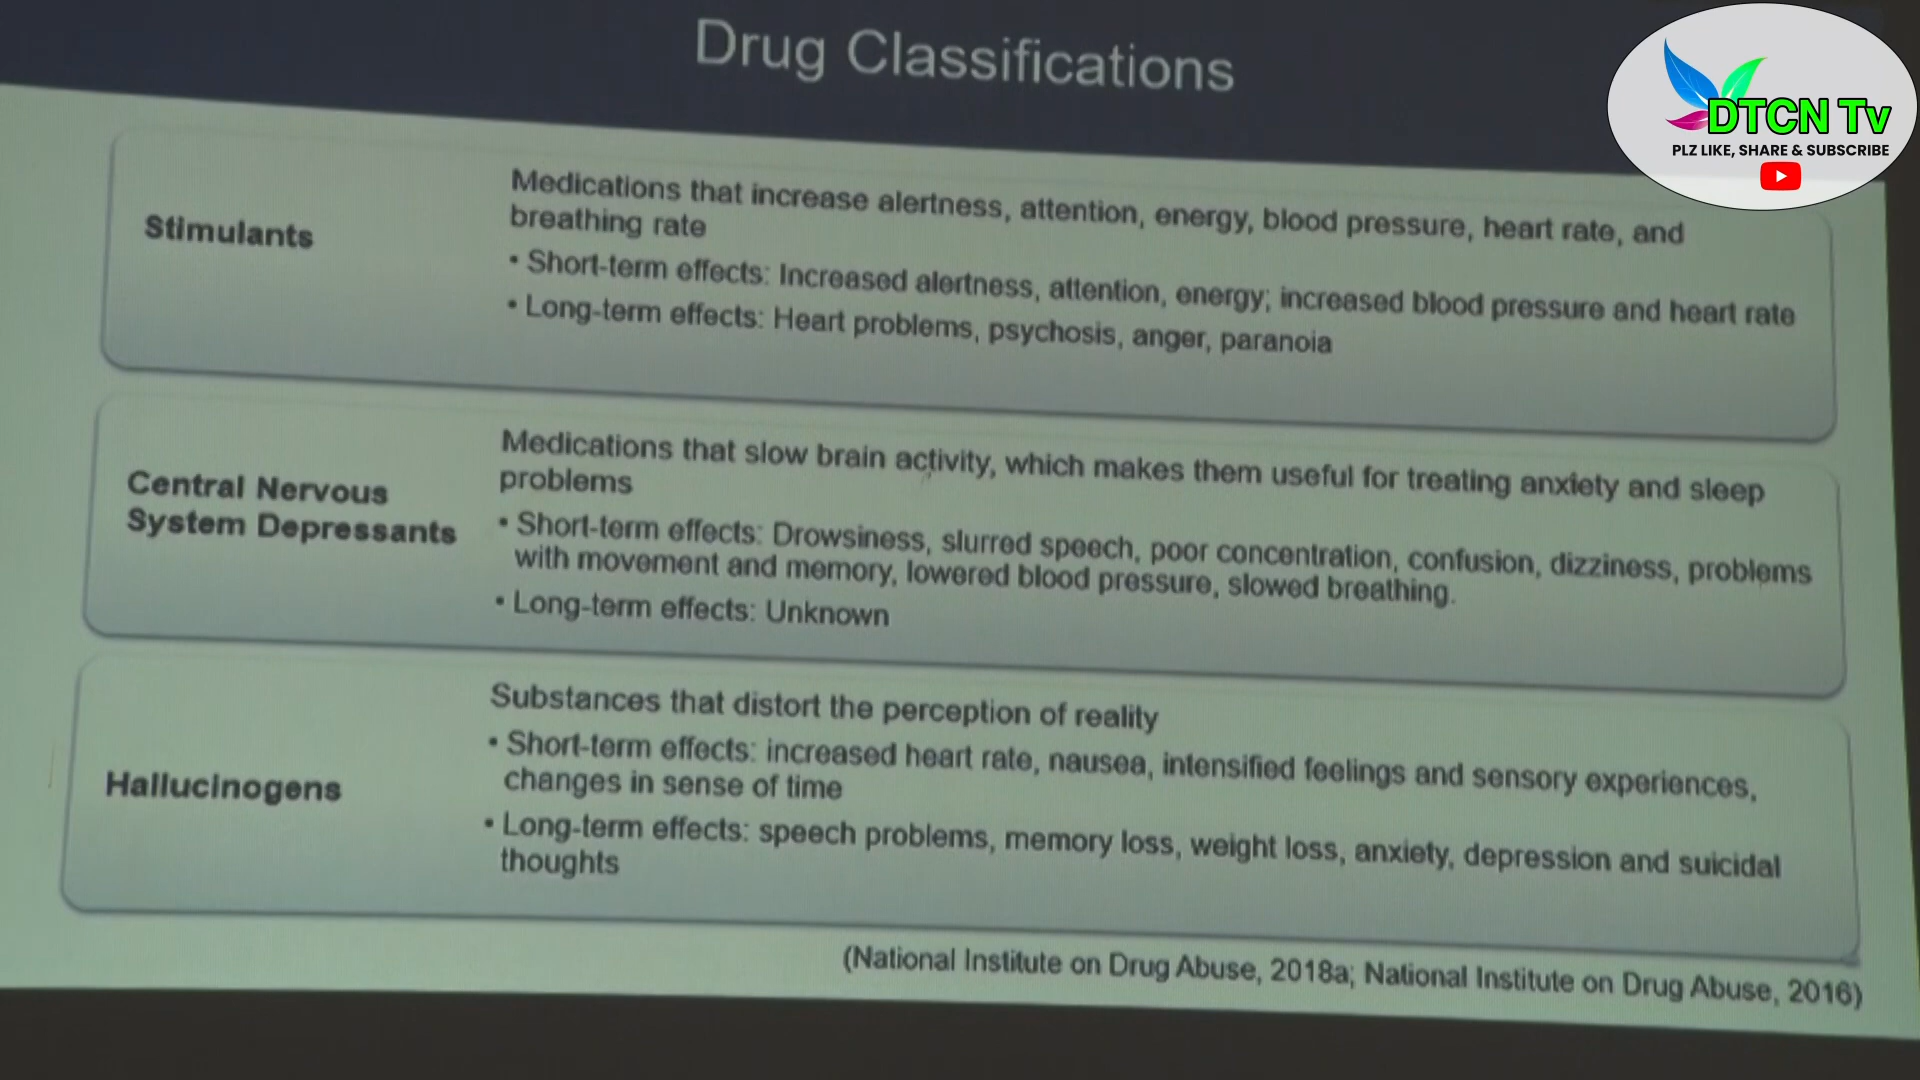 Drug Classifications
DTCN Tv
PLZ LIKE, SHARE & SUBSCRIBE
Stimulants
Medications that increase alertness, attention, energy, blood pressure, heart rate, and
breathing rate
• Short-term effects: Increased alertness, attention, energy; increased blood pressure and heart rate
• Long-term effects: Heart problems, psychosis, anger, paranoia
Central Nervous
System Depressants
Medications that slow brain activity, which makes them useful for treating anxiety and sleep
problems
• Short-term effects: Drowsiness, slurred speech, poor concentration, confusion, dizziness, problems
with movement and memory, lowered blood pressure, slowed breathing.
• Long-term effects: Unknown
Hallucinogens
Substances that distort the perception of reality
• Short-term effects: increased heart rate, nausea, intensified feelings and sensory experiences,
changes in sense of time
• Long-term effects: speech problems, memory loss, weight loss, anxiety, depression and suicidal
thoughts
(National Institute on Drug Abuse, 2018a; National Institute on Drug Abuse, 2016)